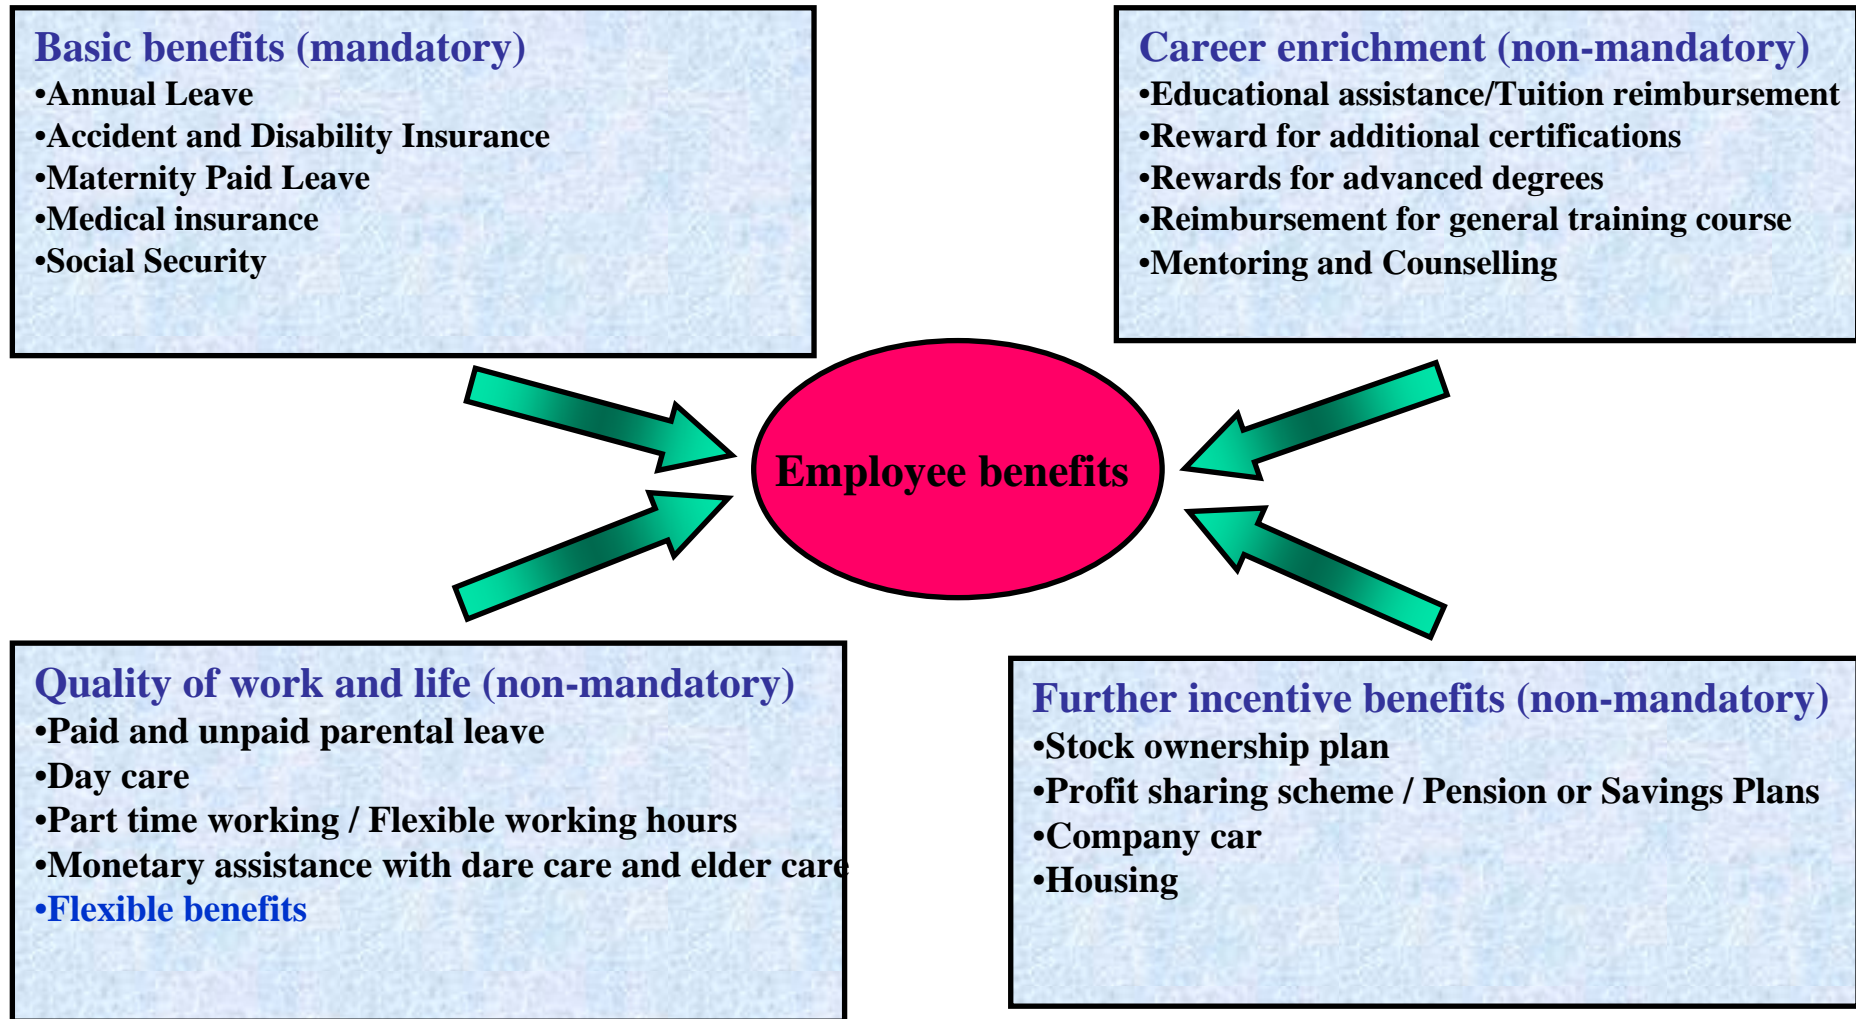 Basic benefits (mandatory)
•Annual Leave
•Accident and Disability Insurance
•Maternity Paid Leave
•Medical insurance
•Social Security
Career enrichment (non-mandatory)
•Educational assistance/Tuition reimbursement
•Reward for additional certifications
•Rewards for advanced degrees
•Reimbursement for general training course
•Mentoring and Counselling
Employee benefits
Quality of work and life (non-mandatory)
•Paid and unpaid parental leave
•Day care
•Part time working / Flexible working hours
•Monetary assistance with dare care and elder care
•Flexible benefits
Further incentive benefits (non-mandatory)
•Stock ownership plan
•Profit sharing scheme / Pension or Savings Plans
•Company car
•Housing